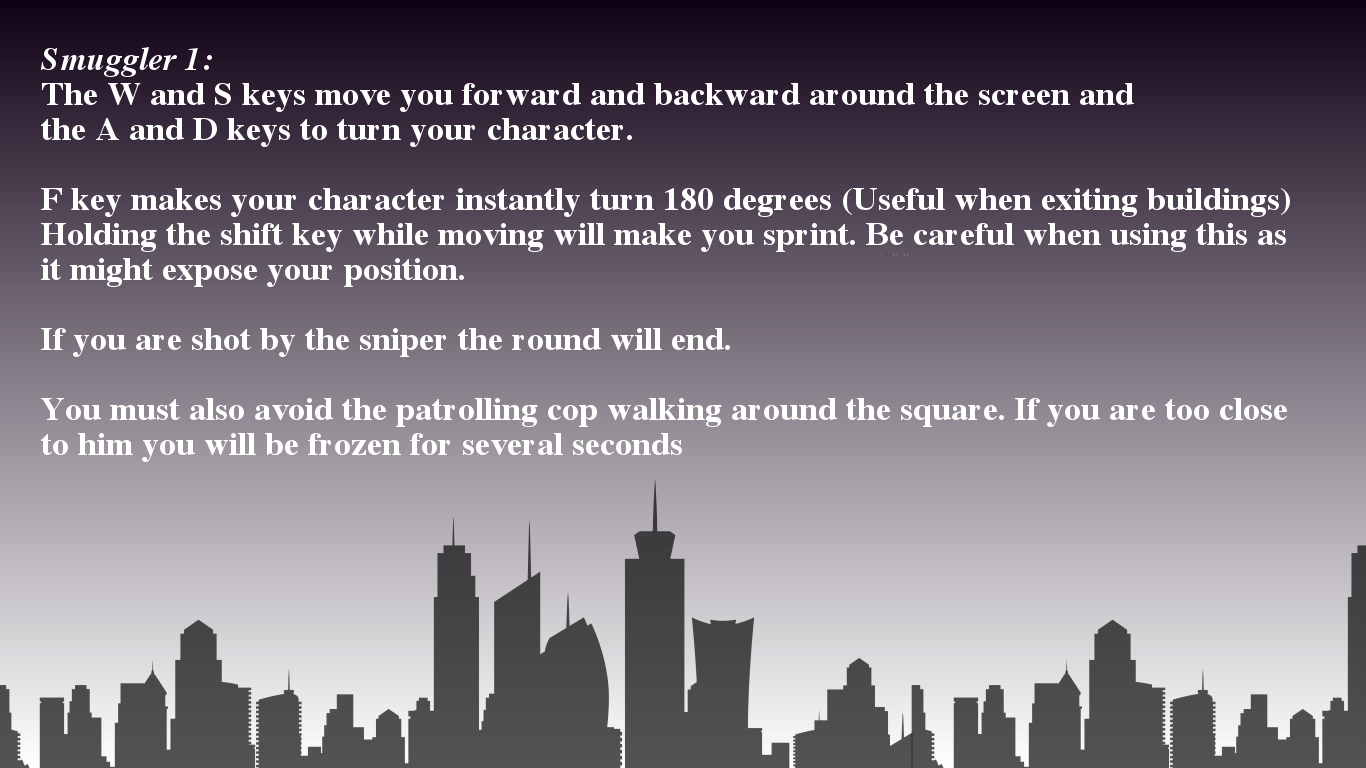 Smuggler 1:
The W and S keys move you forward and backward around the screen and
the A and D keys to turn your character.
F key makes your character instantly turn 180 degrees (Useful when exiting buildings)
Holding the shift key while moving will make you sprint. Be careful when using this as
it might expose your position.
If you are shot by the sniper the round will end.
You must also avoid the patrolling cop walking around the square. If you are too close
to him you will be frozen for several seconds